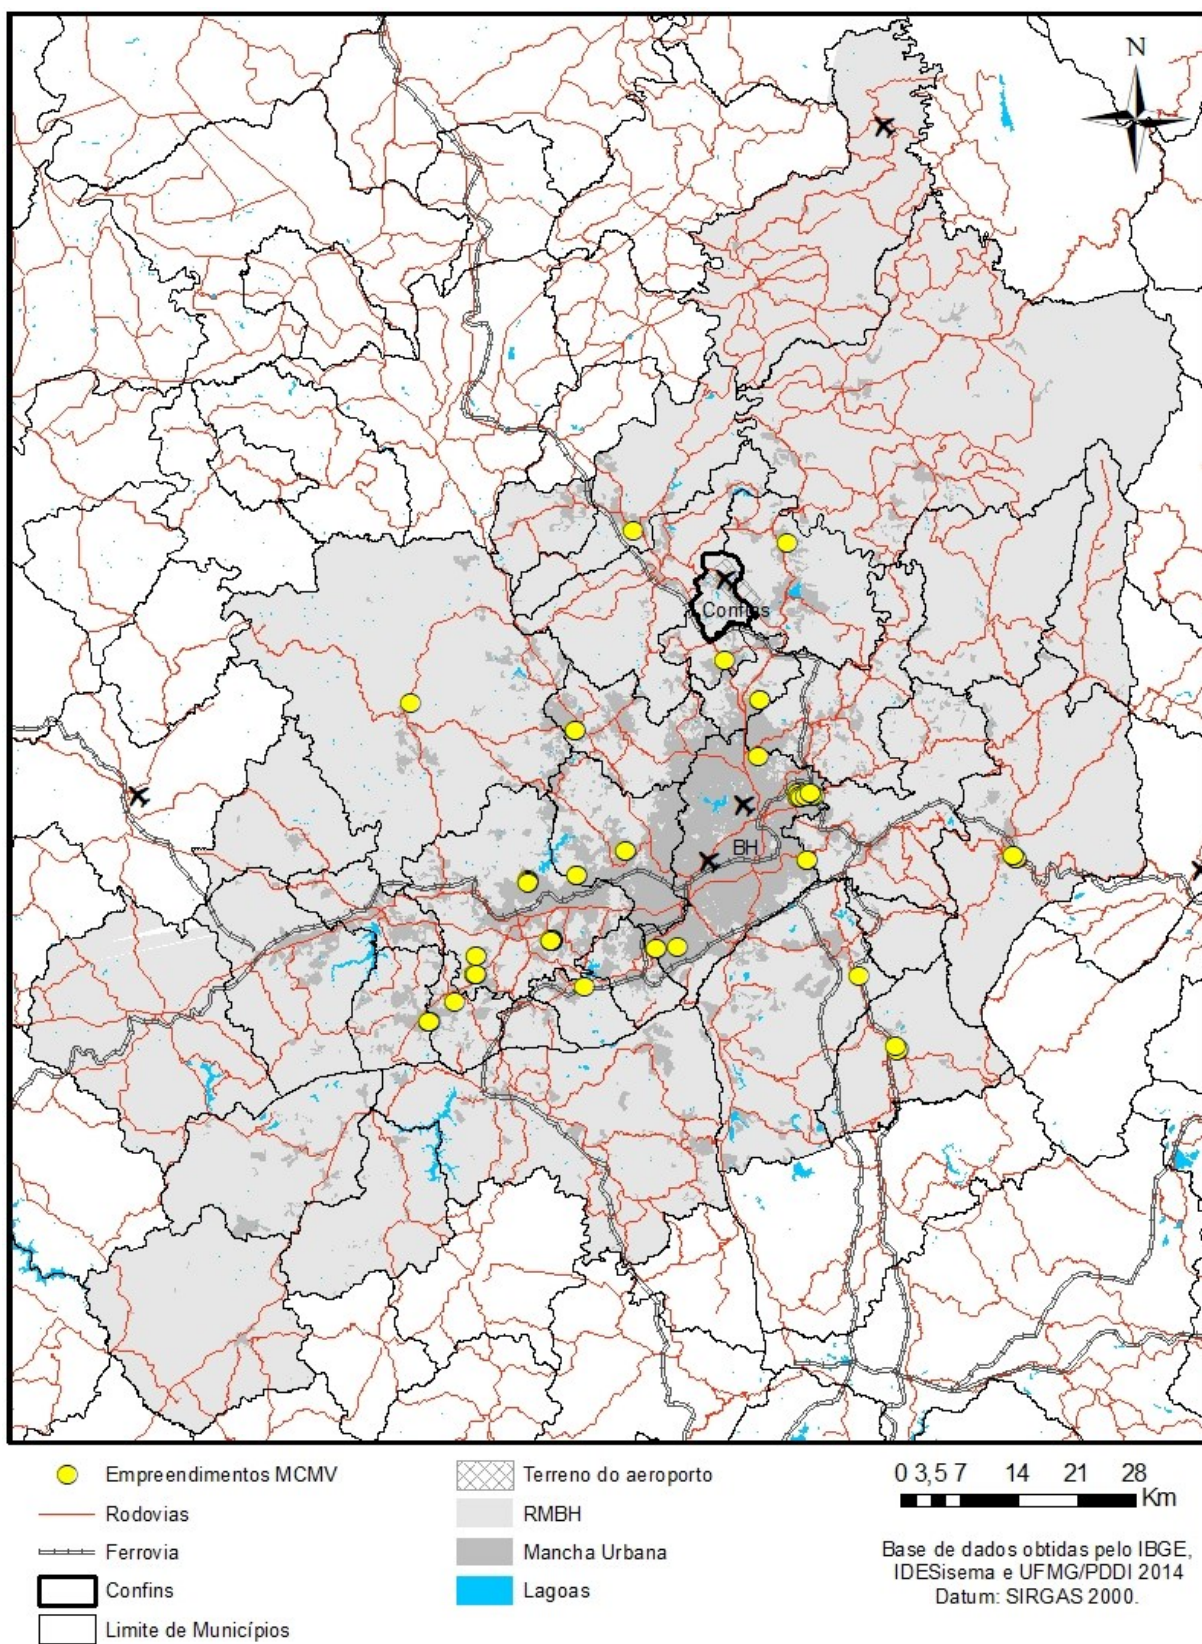 N
Confins
BH
Empreendimentos MCMV
Rodovias
Ferrovia
Confins
Limite de Municípios
Terreno do aeroporto
RMBH
Mancha Urbana
Lagoas
0 3,5 7 14 21 28
Km
Base de dados obtidas pelo IBGE,
IDESisema e UFMG/PDDI 2014
Datum: SIRGAS 2000.